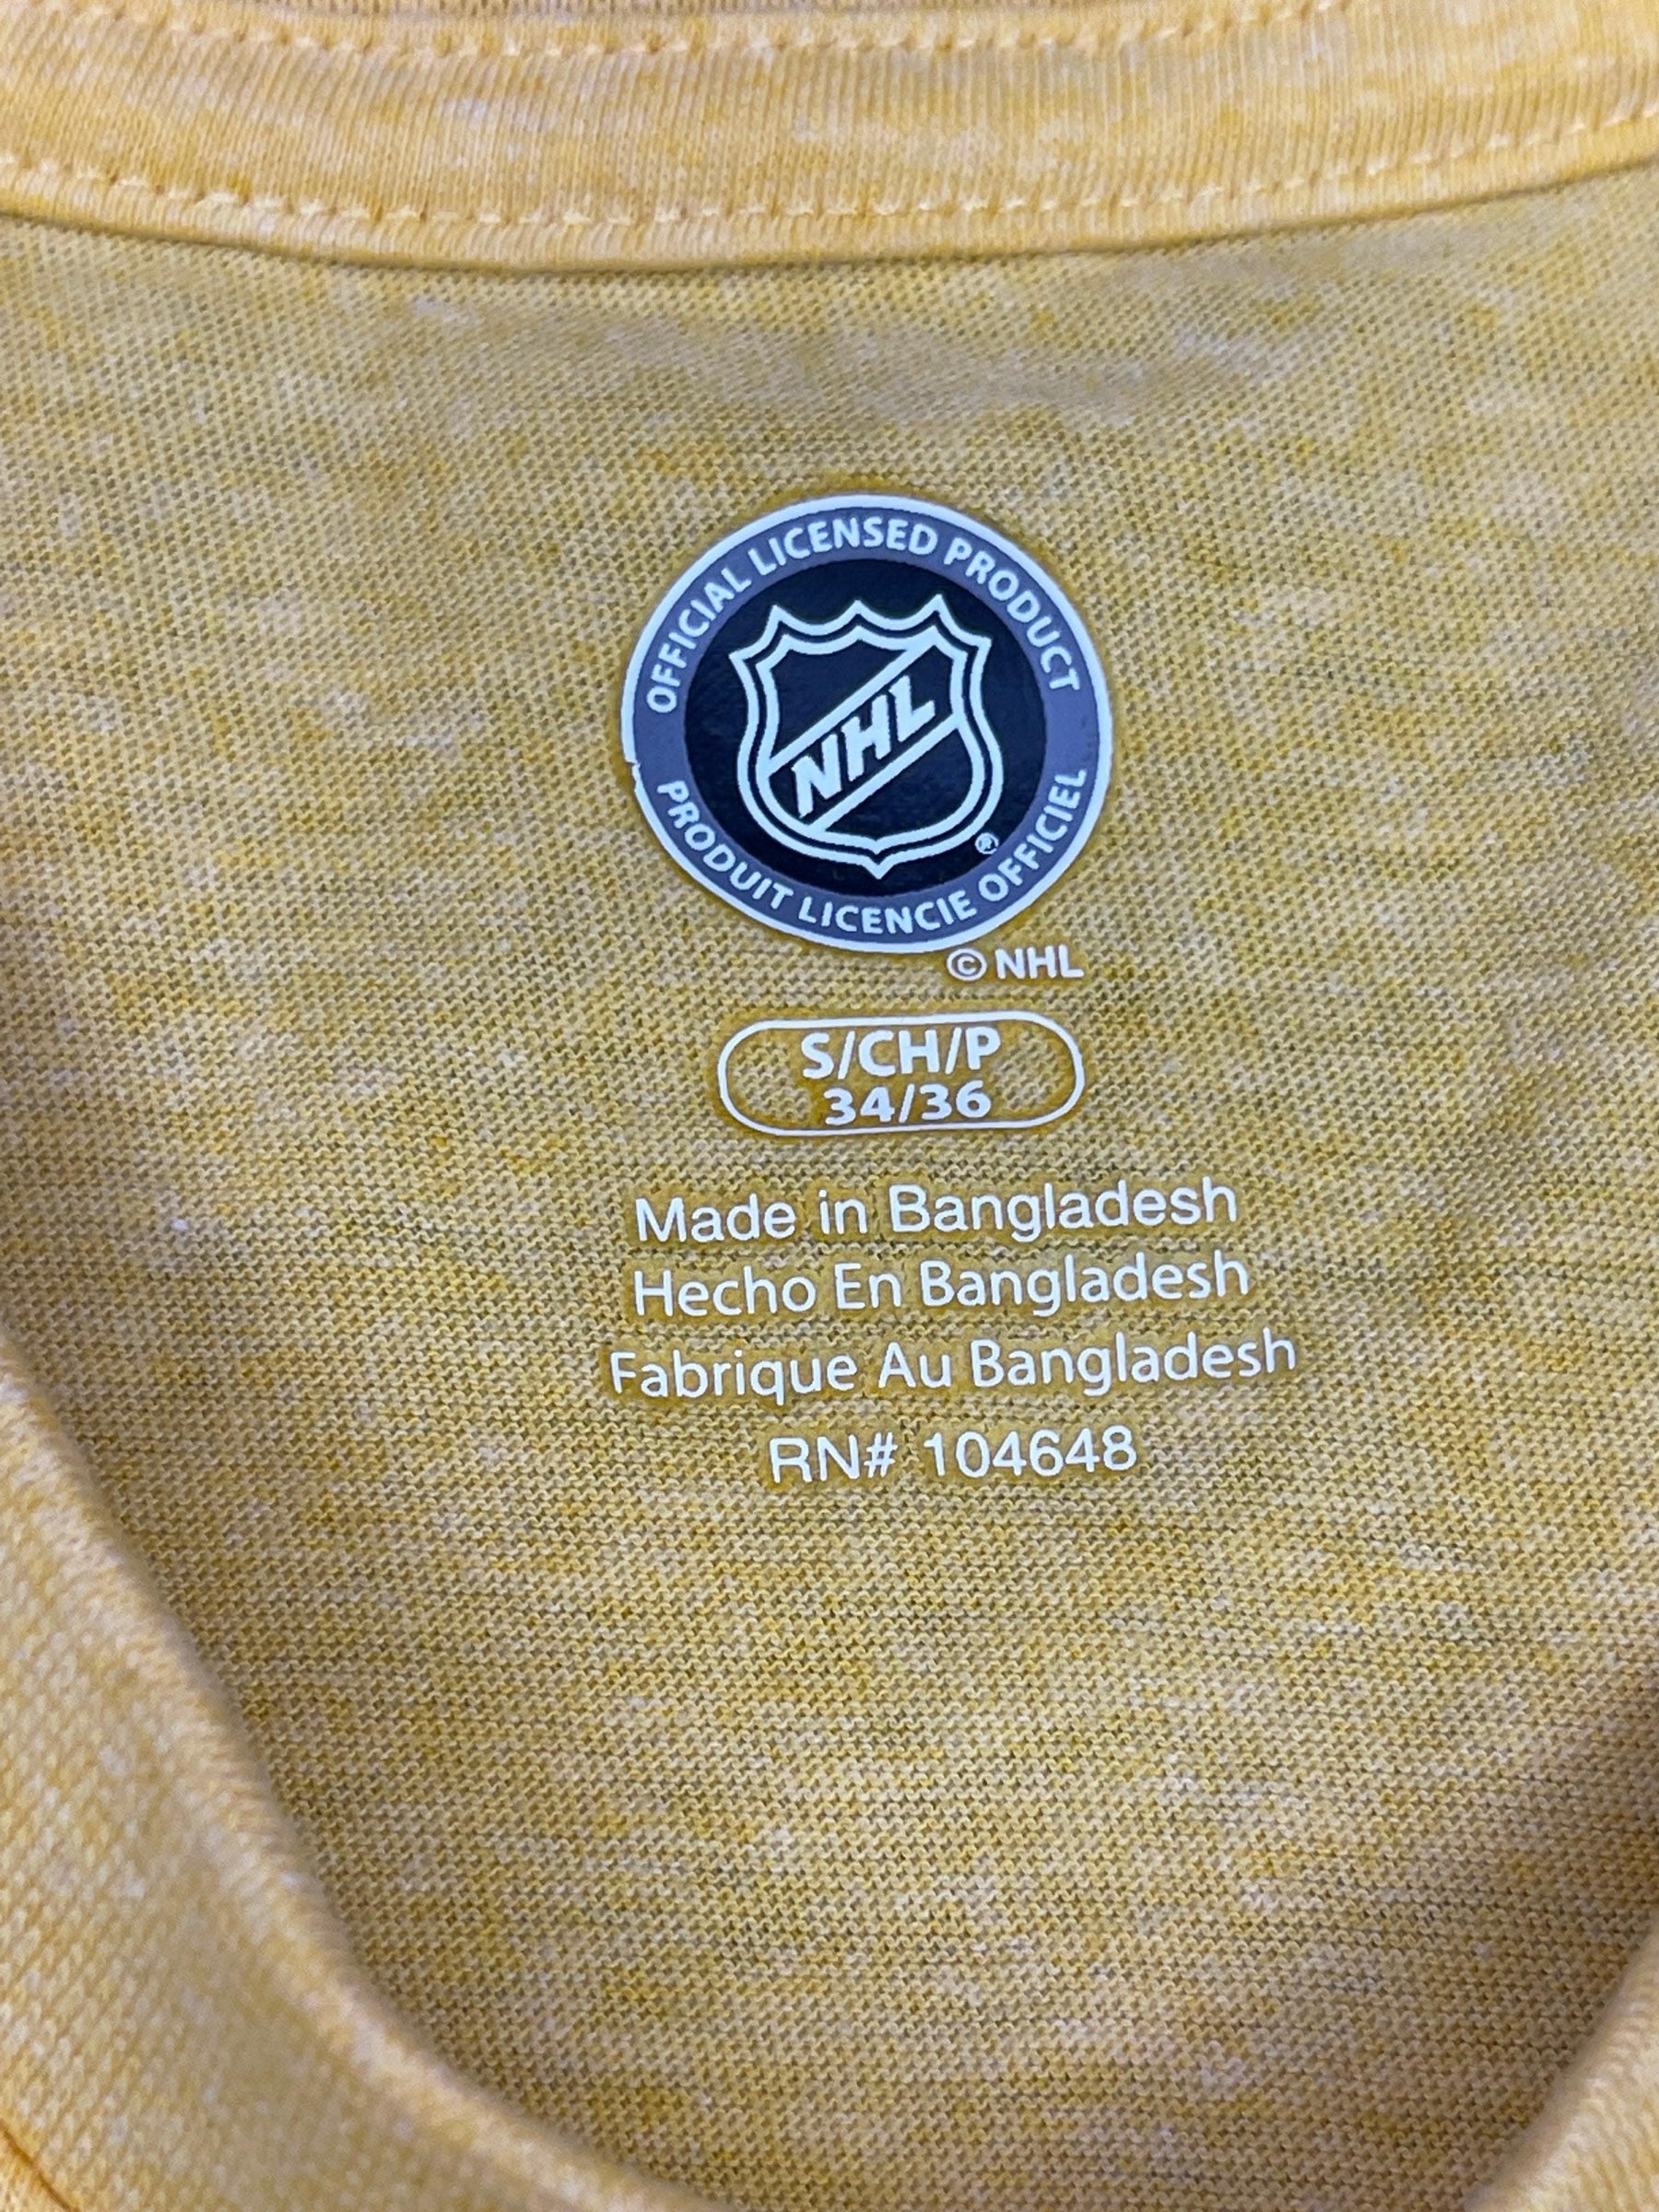 OFFICIAL LICENSED PRODUCT
NHL
®
PRODUIT LICENCIE OFFICIEL
© NHL
S/CH/P
34/36
Made in Bangladesh
Hecho En Bangladesh
Fabrique Au Bangladesh
RN# 104648